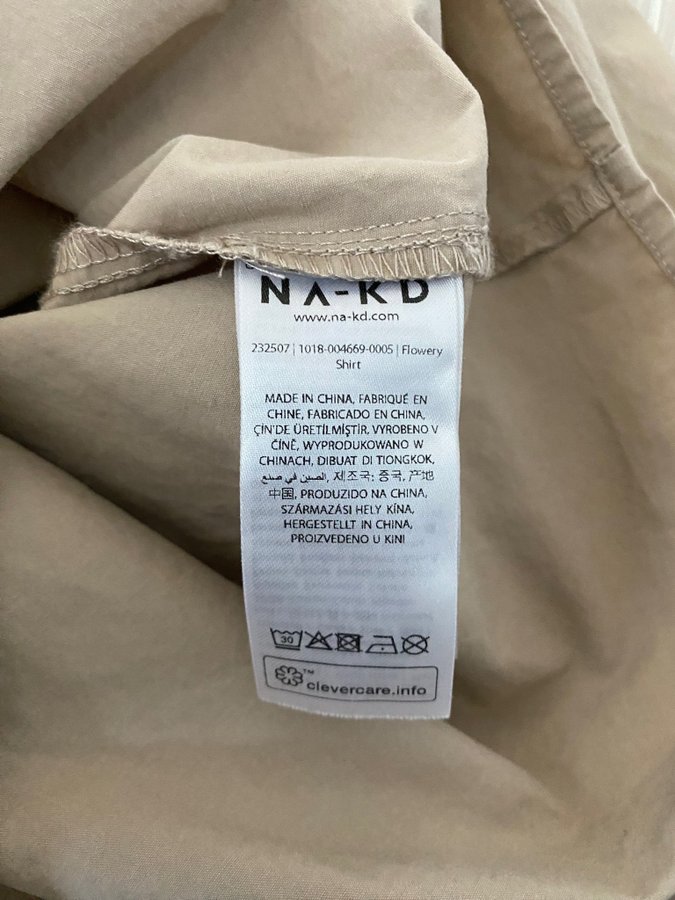 NA-KD
www.na-kd.com
232507 | 1018-004669-0005 | Flowery
Shirt
MADE IN CHINA, FABRIQUÉ EN
CHINE, FABRICADO EN CHINA,
ÇİN'DE ÜRETİLMİŞTİR, VYROBENO V
ČÍNĚ, WYPRODUKOWANO W
CHINACH, DIBUAT DI TIONGKOK,
الصين في صنع, 제조국: 중국, 产地
中国, PRODUZIDO NA CHINA,
SZÁRMAZÁSI HELY KÍNA,
HERGESTELLT IN CHINA,
PROIZVEDENO U KINI
30
clevercare.info™